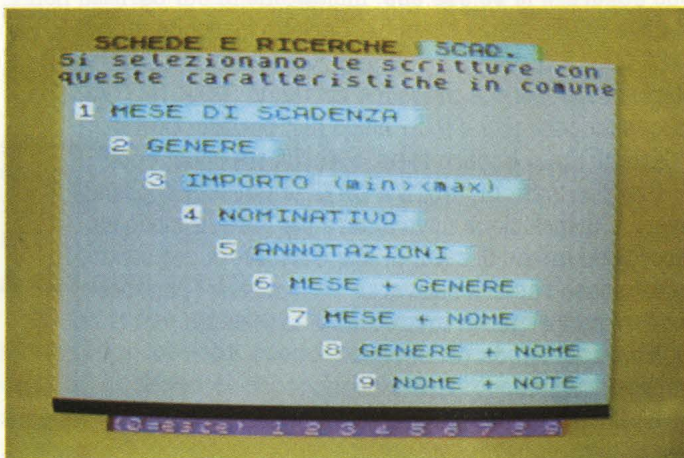 SCHEDE E RICERCHE SCAD.
Si selezionano le scritture con
queste caratteristiche in comune
1 MESE DI SCADENZA
2 GENERE
3 IMPORTO (min><max)
4 NOMINATIVO
5 ANNOTAZIONI
6 MESE + GENERE
7 MESE + NOME
8 GENERE + NOME
9 NOME + NOTE
(0=esce) 1 2 3 4 5 6 7 8 9